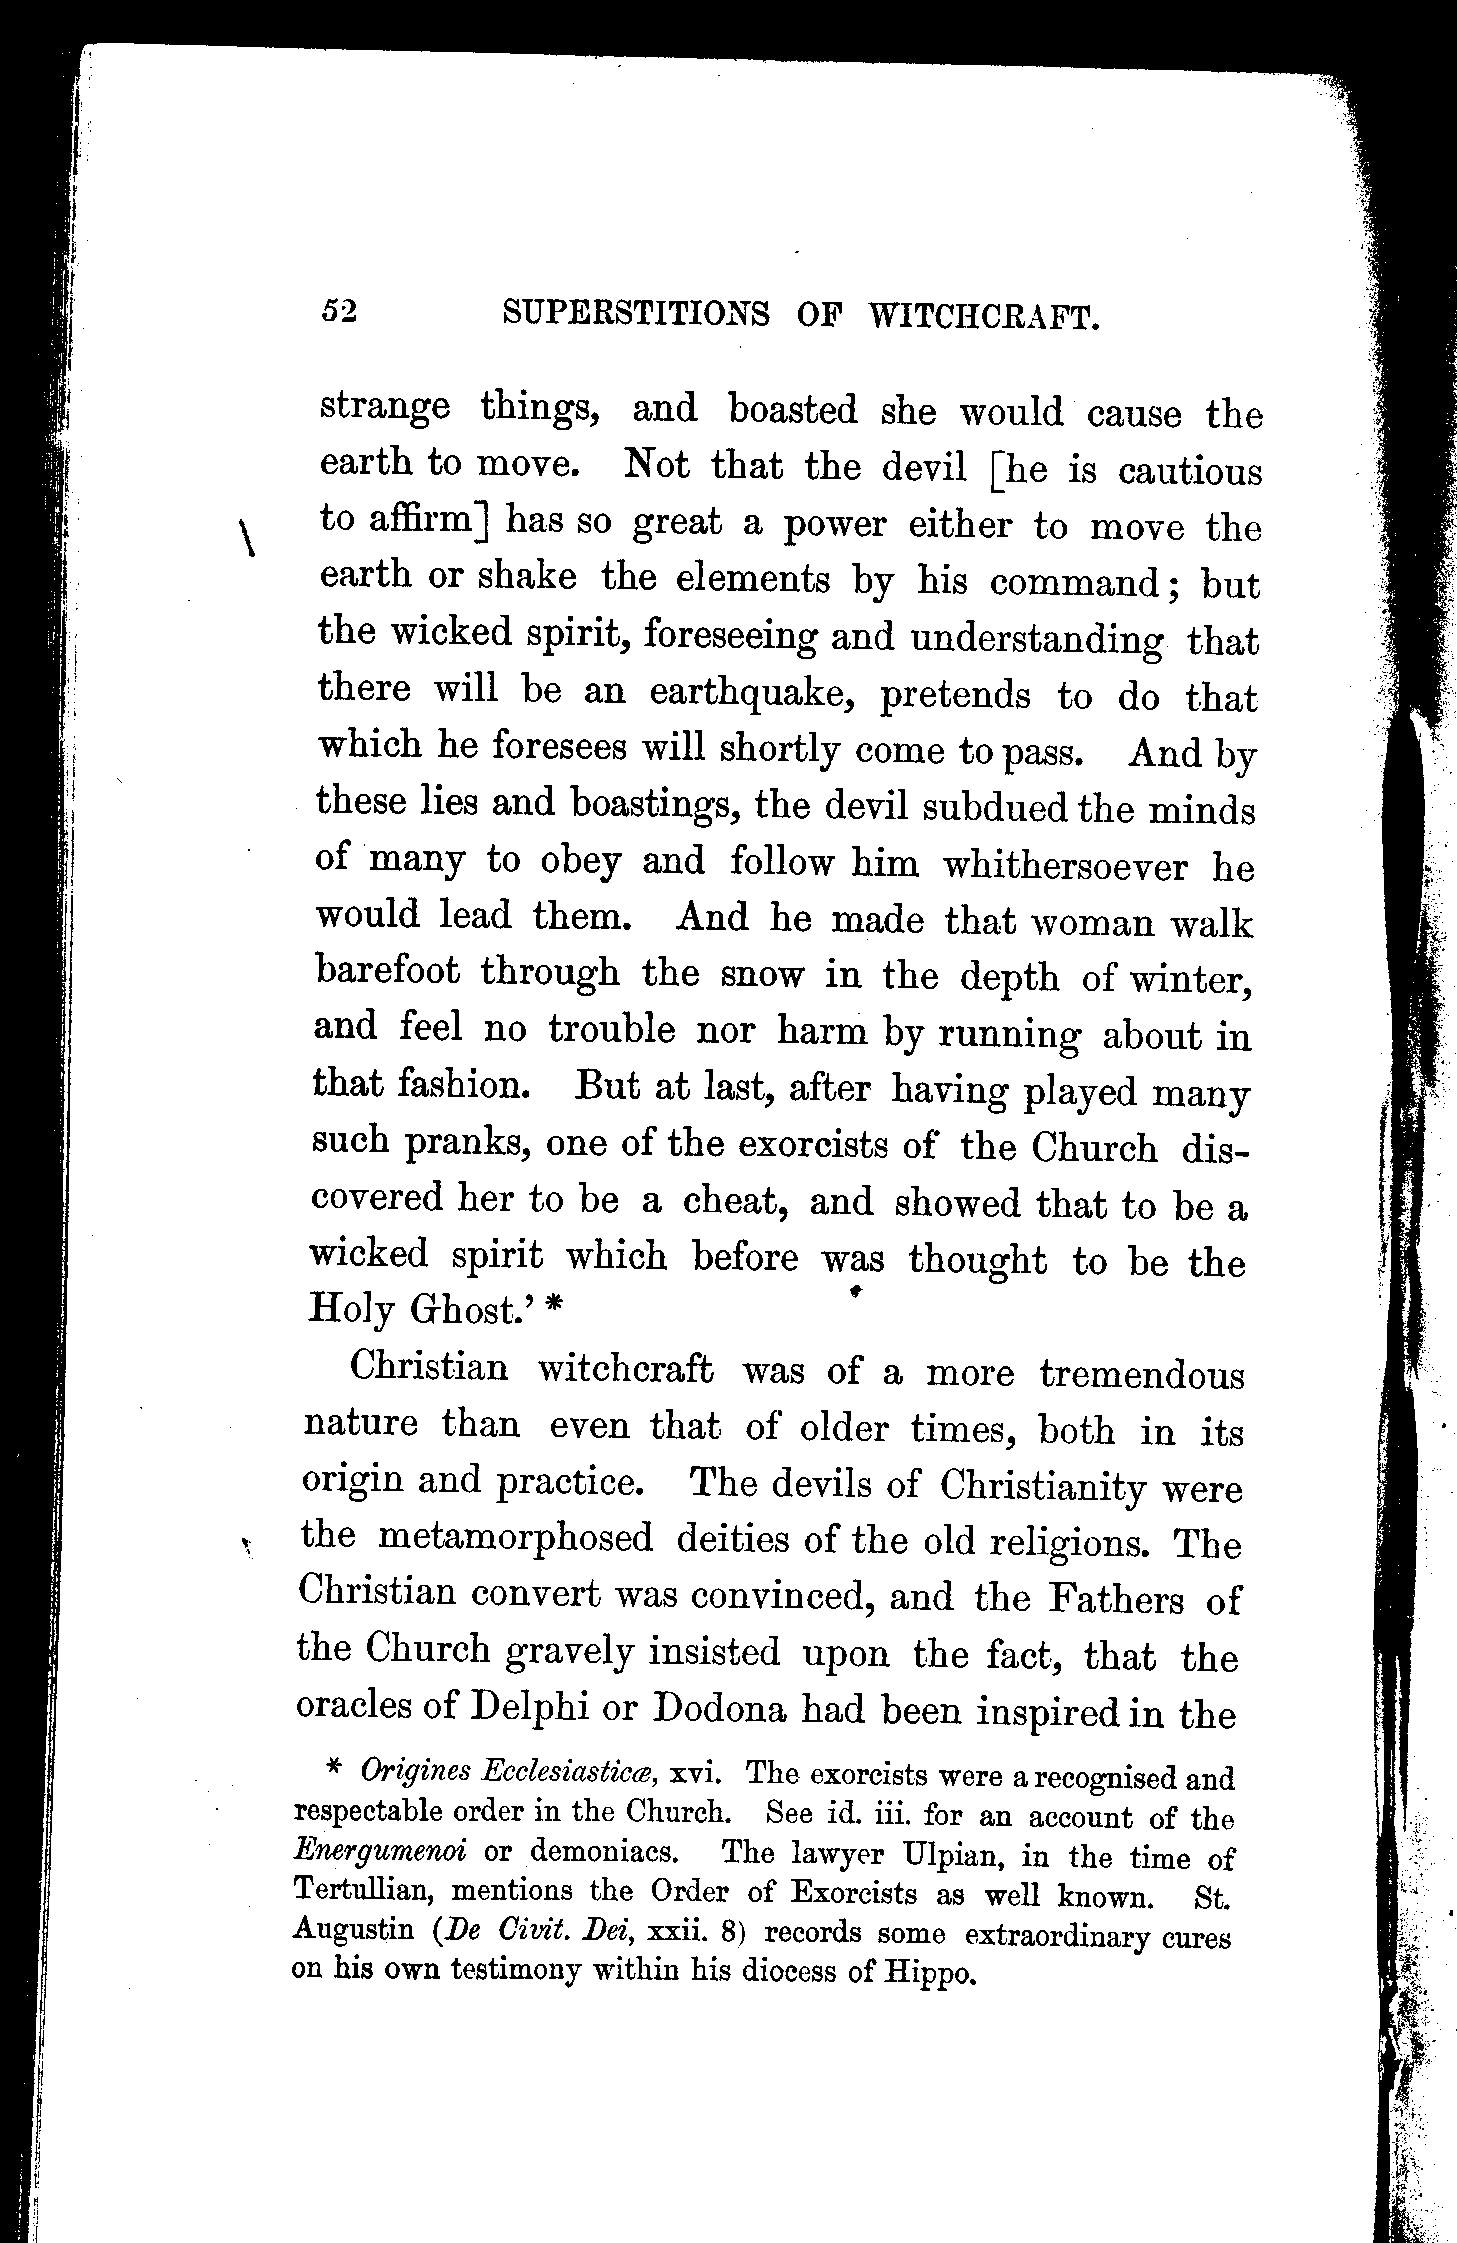 52 SUPERSTITIONS OF WITCHCRAFT.
strange things, and boasted she would cause the
earth to move. Not that the devil [he is cautious
to affirm] has so great a power either to move the
earth or shake the elements by his command; but
the wicked spirit, foreseeing and understanding that
there will be an earthquake, pretends to do that
which he foresees will shortly come to pass. And by
these lies and boastings, the devil subdued the minds
of many to obey and follow him whithersoever he
would lead them. And he made that woman walk
barefoot through the snow in the depth of winter,
and feel no trouble nor harm by running about in
that fashion. But at last, after having played many
such pranks, one of the exorcists of the Church dis-
covered her to be a cheat, and showed that to be a
wicked spirit which before was thought to be the
Holy Ghost.’ *
Christian witchcraft was of a more tremendous
nature than even that of older times, both in its
origin and practice. The devils of Christianity were
the metamorphosed deities of the old religions. The
Christian convert was convinced, and the Fathers of
the Church gravely insisted upon the fact, that the
oracles of Delphi or Dodona had been inspired in the
* Origines Ecclesiasticæ, xvi. The exorcists were a recognised and
respectable order in the Church. See id. iii. for an account of the
Energumenoi or demoniacs. The lawyer Ulpian, in the time of
Tertullian, mentions the Order of Exorcists as well known. St.
Augustin (De Civit. Dei, xxii. 8) records some extraordinary cures
on his own testimony within his diocess of Hippo.